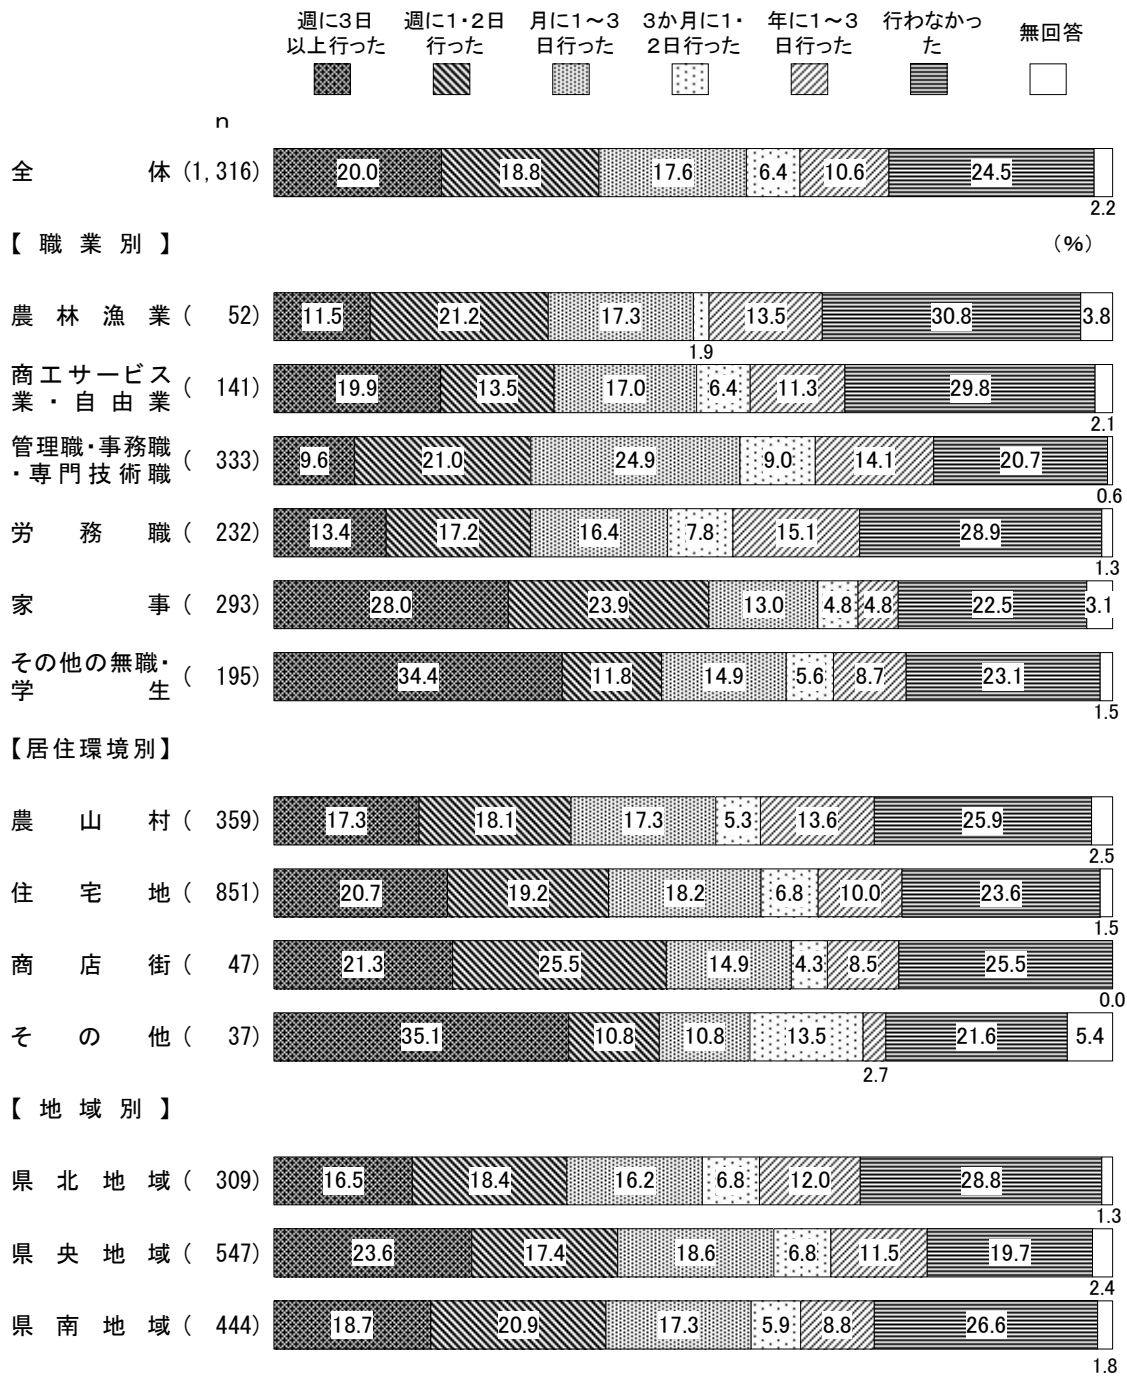 週に３日
以上行った
週に１・２日
行った
月に１～３
日行った
３か月に１・
２日行った
年に１～３
日行った
行わなかっ
た
無回答
ｎ
全体 (1,316) 20.0 18.8 17.6 6.4 10.6 24.5
2.2
【職業別】 （％）
農林漁業 ( 52) 11.5 21.2 17.3 13.5 30.8 3.8
1.9
商工サービス
業・自由業 ( 141) 19.9 13.5 17.0 6.4 11.3 29.8
2.1
管理職・事務職
・専門技術職 ( 333) 9.6 21.0 24.9 9.0 14.1 20.7
0.6
労務職 ( 232) 13.4 17.2 16.4 7.8 15.1 28.9
1.3
家事 ( 293) 28.0 23.9 13.0 4.8 4.8 22.5 3.1
その他の無職・
学生 ( 195) 34.4 11.8 14.9 5.6 8.7 23.1
1.5
【居住環境別】
農山村 ( 359) 17.3 18.1 17.3 5.3 13.6 25.9
2.5
住宅地 ( 851) 20.7 19.2 18.2 6.8 10.0 23.6
1.5
商店街 ( 47) 21.3 25.5 14.9 4.3 8.5 25.5
0.0
その他 ( 37) 35.1 10.8 10.8 13.5 21.6 5.4
2.7
【地域別】
県北地域 ( 309) 16.5 18.4 16.2 6.8 12.0 28.8
1.3
県央地域 ( 547) 23.6 17.4 18.6 6.8 11.5 19.7
2.4
県南地域 ( 444) 18.7 20.9 17.3 5.9 8.8 26.6
1.8